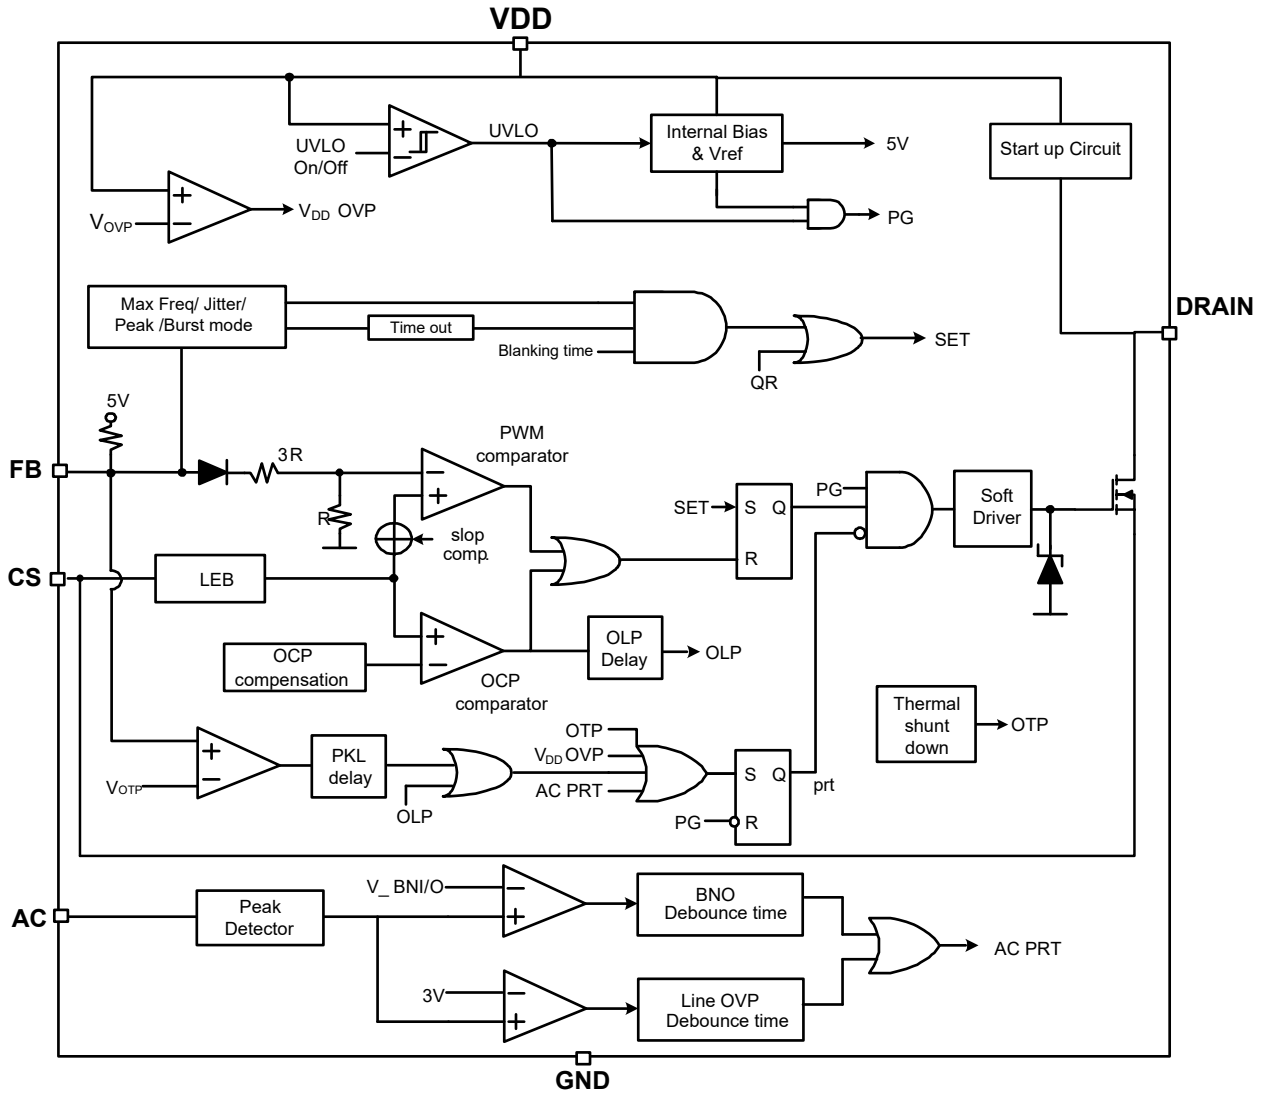 VDD
UVLO
On/Off
+
−
UVLO
Internal Bias
& Vref
5V
Start up Circuit
VOVP
+
−
VDD OVP
PG
Max Freq/ Jitter/
Peak /Burst mode
Time out
Blanking time
QR
SET
DRAIN
5V
FB
3R
R
PWM
comparator
−
+
slop
comp.
SET
S Q
R
PG
Soft
Driver
CS
LEB
OCP
compensation
+
−
OCP
comparator
OLP
Delay
OLP
Thermal
shunt
down
OTP
VOTP
+
−
PKL
delay
OLP
OTP
VDD OVP
AC PRT
PG
S Q
R
prt
AC
Peak
Detector
V_ BNI/O
−
+
BNO
Debounce time
AC PRT
3V
−
+
Line OVP
Debounce time
GND